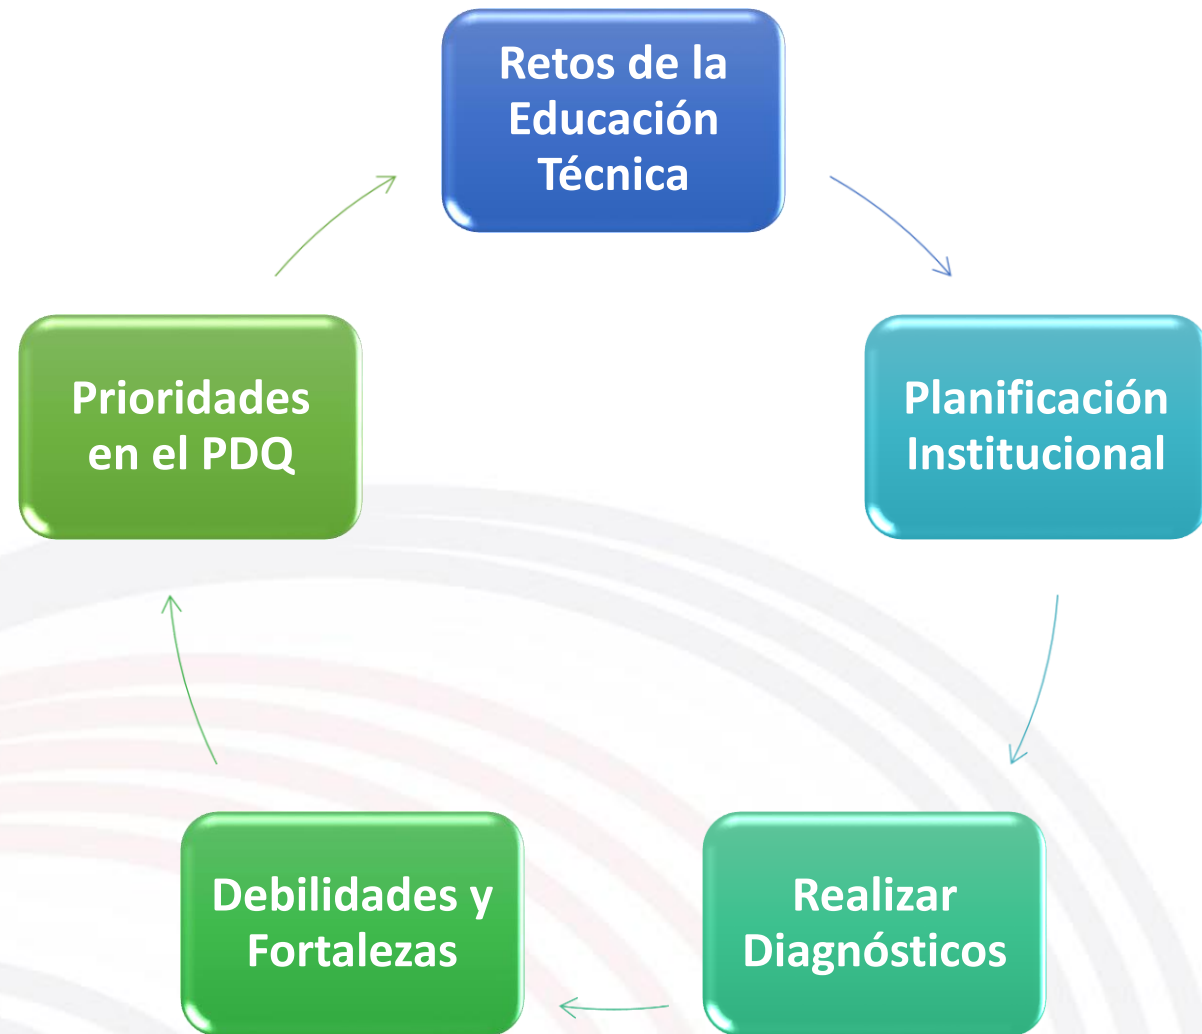 Retos de la
Educación
Técnica
Planificación
Institucional
Realizar
Diagnósticos
Debilidades y
Fortalezas
Prioridades
en el PDQ